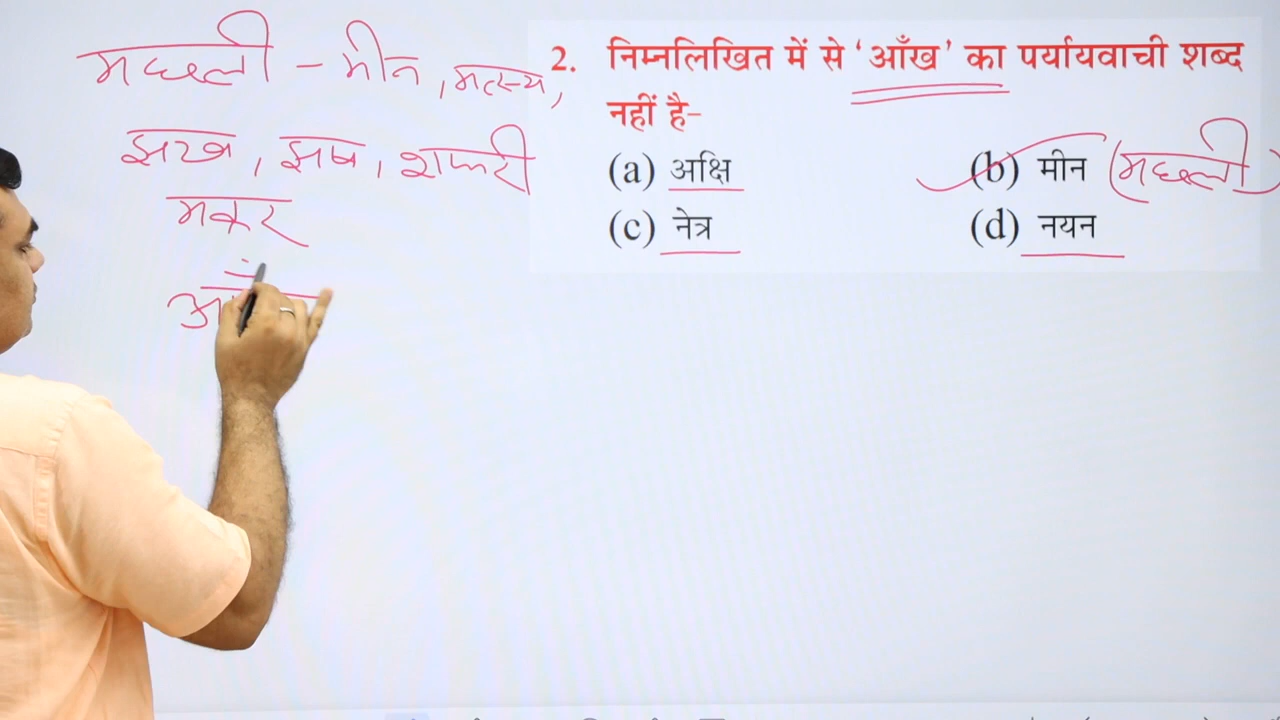 मछली - मीन, मत्स्य,
झख, झष, शफरी
मकर
2. निम्नलिखित में से ‘आँख’ का पर्यायवाची शब्द
नहीं है-
(a) अक्षि (b) मीन (मछली)
(c) नेत्र (d) नयन